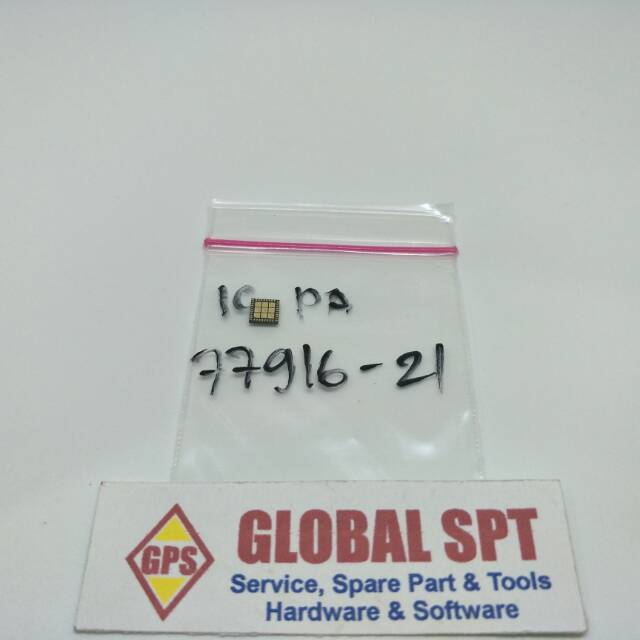 IC PA
77916-21
GPS
GLOBAL SPT
Service, Spare Part & Tools
Hardware & Software